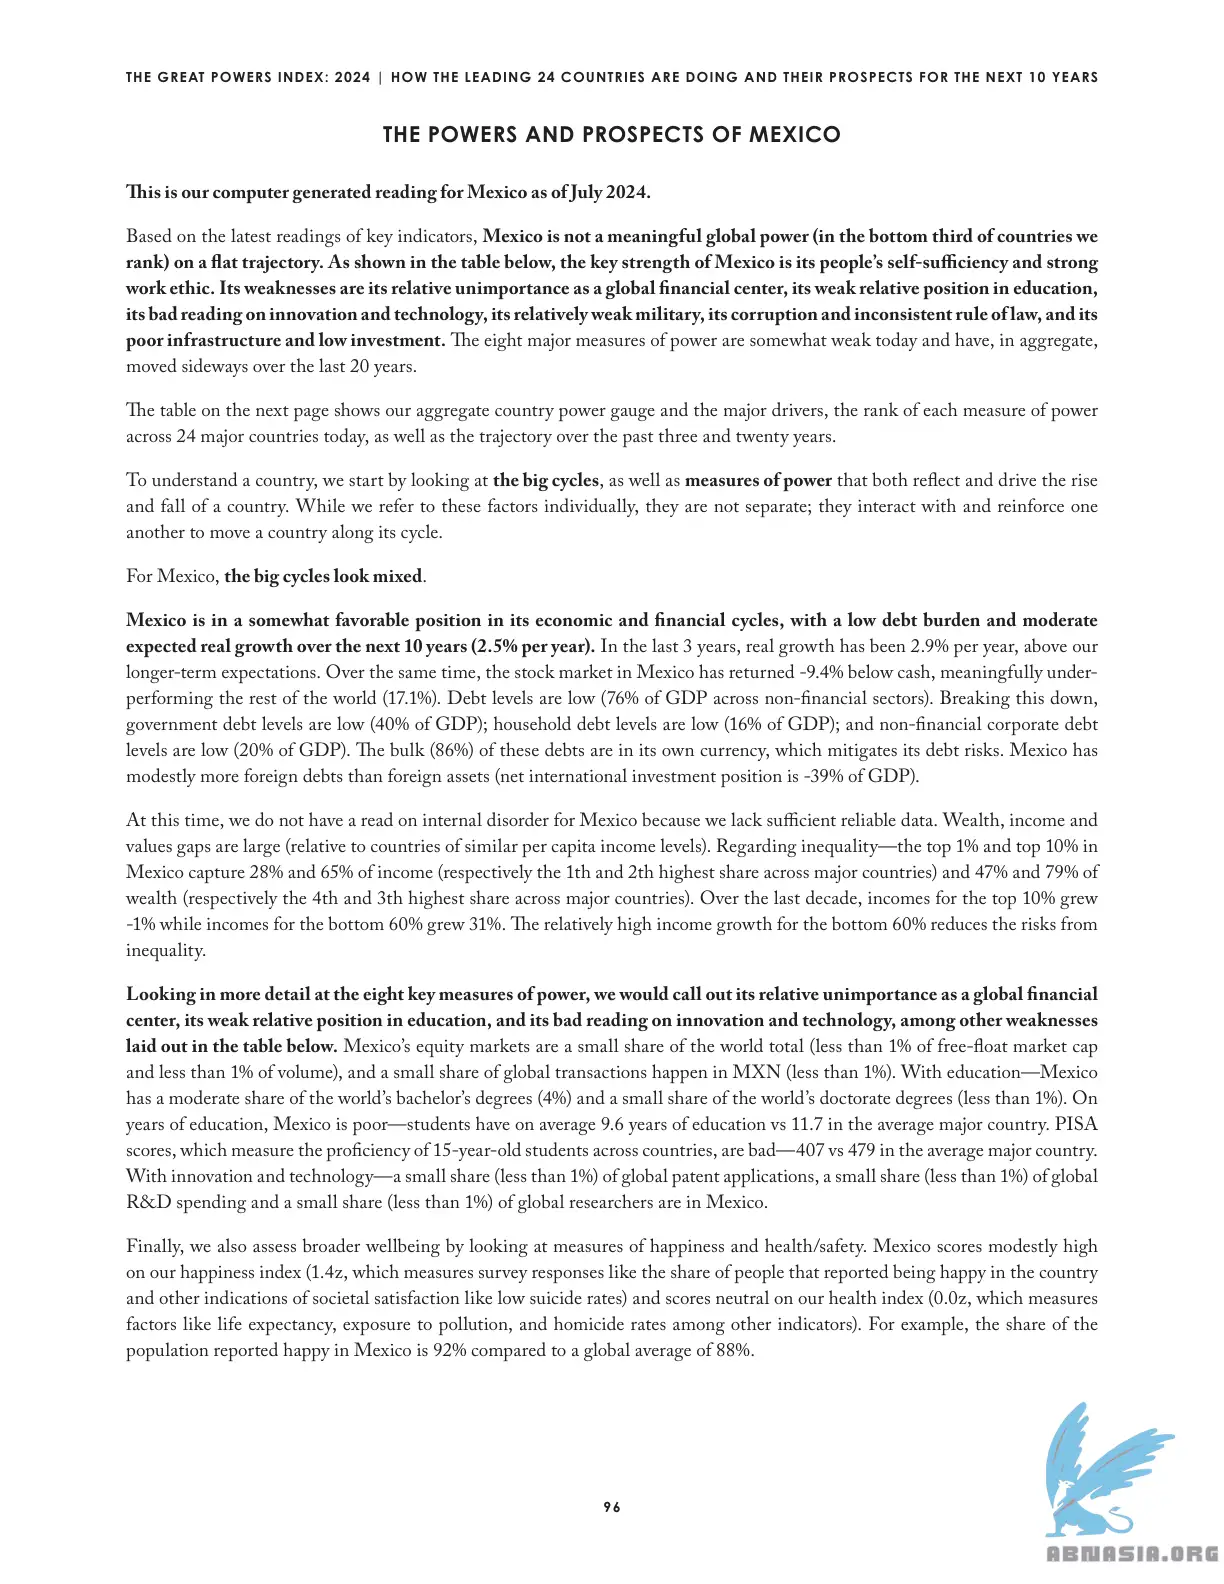 THE GREAT POWERS INDEX: 2024 | HOW THE LEADING 24 COUNTRIES ARE DOING AND THEIR PROSPECTS FOR THE NEXT 10 YEARS
THE POWERS AND PROSPECTS OF MEXICO
This is our computer generated reading for Mexico as of July 2024.
Based on the latest readings of key indicators, Mexico is not a meaningful global power (in the bottom third of countries we
rank) on a flat trajectory. As shown in the table below, the key strength of Mexico is its people's self-sufficiency and strong
work ethic. Its weaknesses are its relative unimportance as a global financial center, its weak relative position in education,
its bad reading on innovation and technology, its relatively weak military, its corruption and inconsistent rule of law, and its
poor infrastructure and low investment. The eight major measures of power are somewhat weak today and have, in aggregate,
moved sideways over the last 20 years.
The table on the next page shows our aggregate country power gauge and the major drivers, the rank of each measure of power
across 24 major countries today, as well as the trajectory over the past three and twenty years.
To understand a country, we start by looking at the big cycles, as well as measures of power that both reflect and drive the rise
and fall of a country. While we refer to these factors individually, they are not separate; they interact with and reinforce one
another to move a country along its cycle.
For Mexico, the big cycles look mixed.
Mexico is in a somewhat favorable position in its economic and financial cycles, with a low debt burden and moderate
expected real growth over the next 10 years (2.5% per year). In the last 3 years, real growth has been 2.9% per year, above our
longer-term expectations. Over the same time, the stock market in Mexico has returned -9.4% below cash, meaningfully under-
performing the rest of the world (17.1%). Debt levels are low (76% of GDP across non-financial sectors). Breaking this down,
government debt levels are low (40% of GDP); household debt levels are low (16% of GDP); and non-financial corporate debt
levels are low (20% of GDP). The bulk (86%) of these debts are in its own currency, which mitigates its debt risks. Mexico has
modestly more foreign debts than foreign assets (net international investment position is -39% of GDP).
At this time, we do not have a read on internal disorder for Mexico because we lack sufficient reliable data. Wealth, income and
values gaps are large (relative to countries of similar per capita income levels). Regarding inequality—the top 1% and top 10% in
Mexico capture 28% and 65% of income (respectively the 1th and 2th highest share across major countries) and 47% and 79% of
wealth (respectively the 4th and 3th highest share across major countries). Over the last decade, incomes for the top 10% grew
-1% while incomes for the bottom 60% grew 31%. The relatively high income growth for the bottom 60% reduces the risks from
inequality.
Looking in more detail at the eight key measures of power, we would call out its relative unimportance as a global financial
center, its weak relative position in education, and its bad reading on innovation and technology, among other weaknesses
laid out in the table below. Mexico's equity markets are a small share of the world total (less than 1% of free-float market cap
and less than 1% of volume), and a small share of global transactions happen in MXN (less than 1%). With education—Mexico
has a moderate share of the world's bachelor's degrees (4%) and a small share of the world's doctorate degrees (less than 1%). On
years of education, Mexico is poor—students have on average 9.6 years of education vs 11.7 in the average major country. PISA
scores, which measure the proficiency of 15-year-old students across countries, are bad—407 vs 479 in the average major country.
With innovation and technology—a small share (less than 1%) of global patent applications, a small share (less than 1%) of global
R&D spending and a small share (less than 1%) of global researchers are in Mexico.
Finally, we also assess broader wellbeing by looking at measures of happiness and health/safety. Mexico scores modestly high
on our happiness index (1.4z, which measures survey responses like the share of people that reported being happy in the country
and other indications of societal satisfaction like low suicide rates) and scores neutral on our health index (0.0z, which measures
factors like life expectancy, exposure to pollution, and homicide rates among other indicators). For example, the share of the
population reported happy in Mexico is 92% compared to a global average of 88%.
96
ABNASIA.ORG